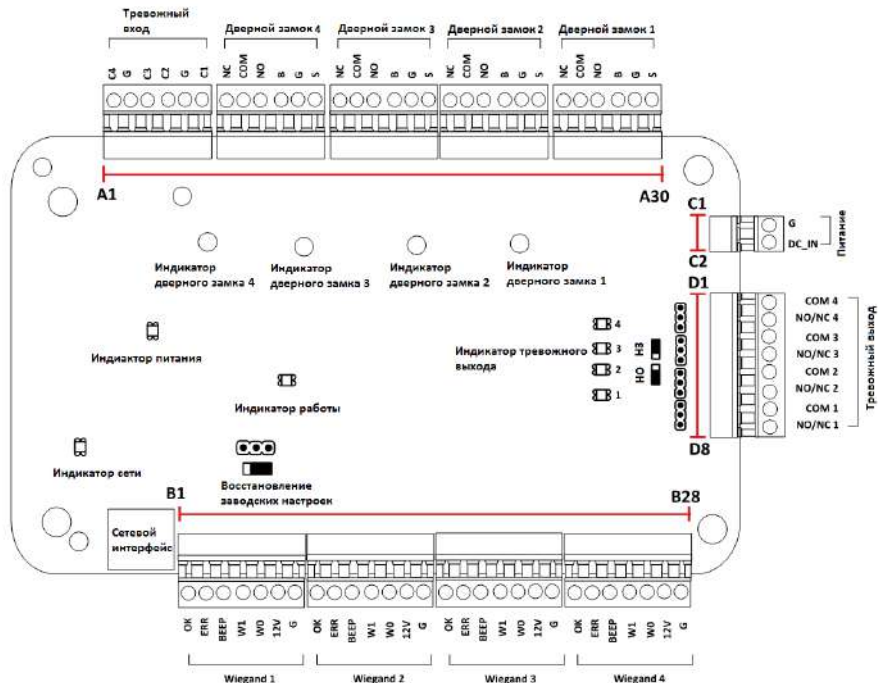 Тревожный
вход
Дверной замок 4
Дверной замок 3
Дверной замок 2
Дверной замок 1
C4 G C3 C2 G C1
NC COM NO B G S
NC COM NO B G S
NC COM NO B G S
NC COM NO B G S
A1
A30
C1
G
DC_IN
Питание
C2
Индикатор
дверного замка 4
Индикатор
дверного замка 3
Индикатор
дверного замка 2
Индикатор
дверного замка 1
D1
COM 4
NO/NC 4
COM 3
NO/NC 3
COM 2
NO/NC 2
COM 1
NO/NC 1
Тревожный выход
4
3
2
1
НЗ
НО
Индикатор тревожного
выхода
Индиактор питания
Индикатор работы
Индикатор сети
Восстановление
заводских настроек
D8
B1
B28
Сетевой
интерфейс
OK ERR BEEP W1 W0 12V G
OK ERR BEEP W1 W0 12V G
OK ERR BEEP W1 W0 12V G
OK ERR BEEP W1 W0 12V G
Wiegand 1
Wiegand 2
Wiegand 3
Wiegand 4